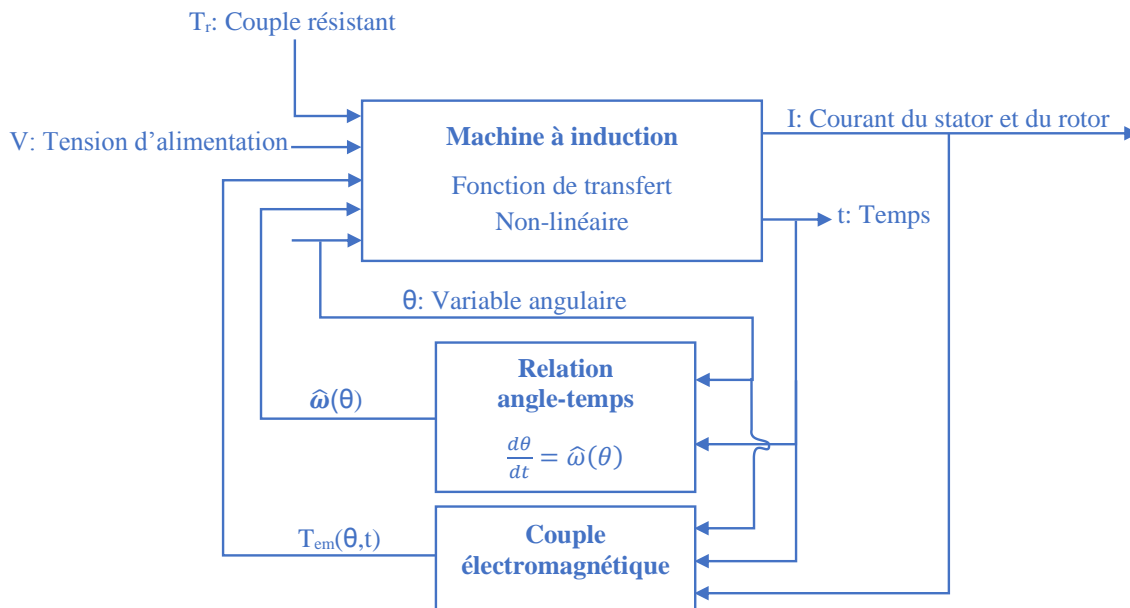 Tr: Couple résistant
V: Tension d’alimentation
Machine à induction
Fonction de transfert
Non-linéaire
I: Courant du stator et du rotor
t: Temps
θ: Variable angulaire
Relation
angle-temps
dθ/dt = ω̂(θ)
ω̂(θ)
Tem(θ,t)
Couple
électromagnétique